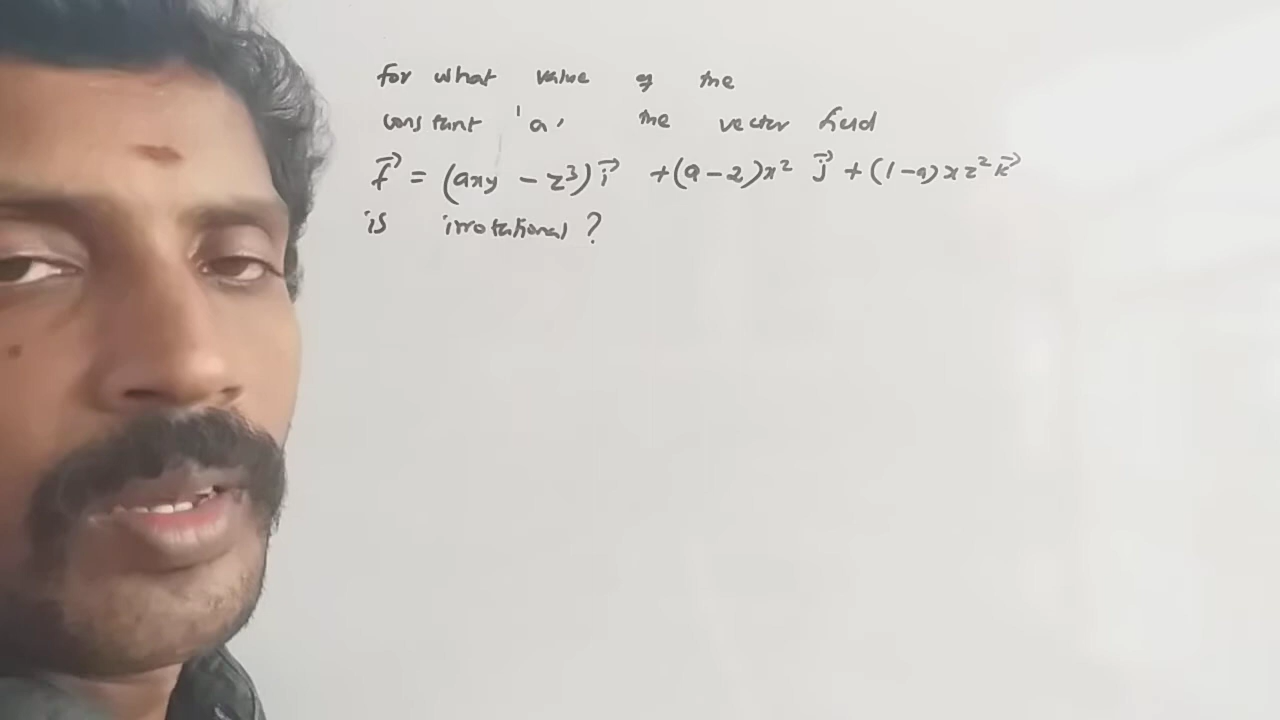 for what value of the
constant 'a' the vector field
f⃗ = (axy - z³) i⃗ + (a-2)x² j⃗ + (1-a)xz² k⃗
is irrotational ?